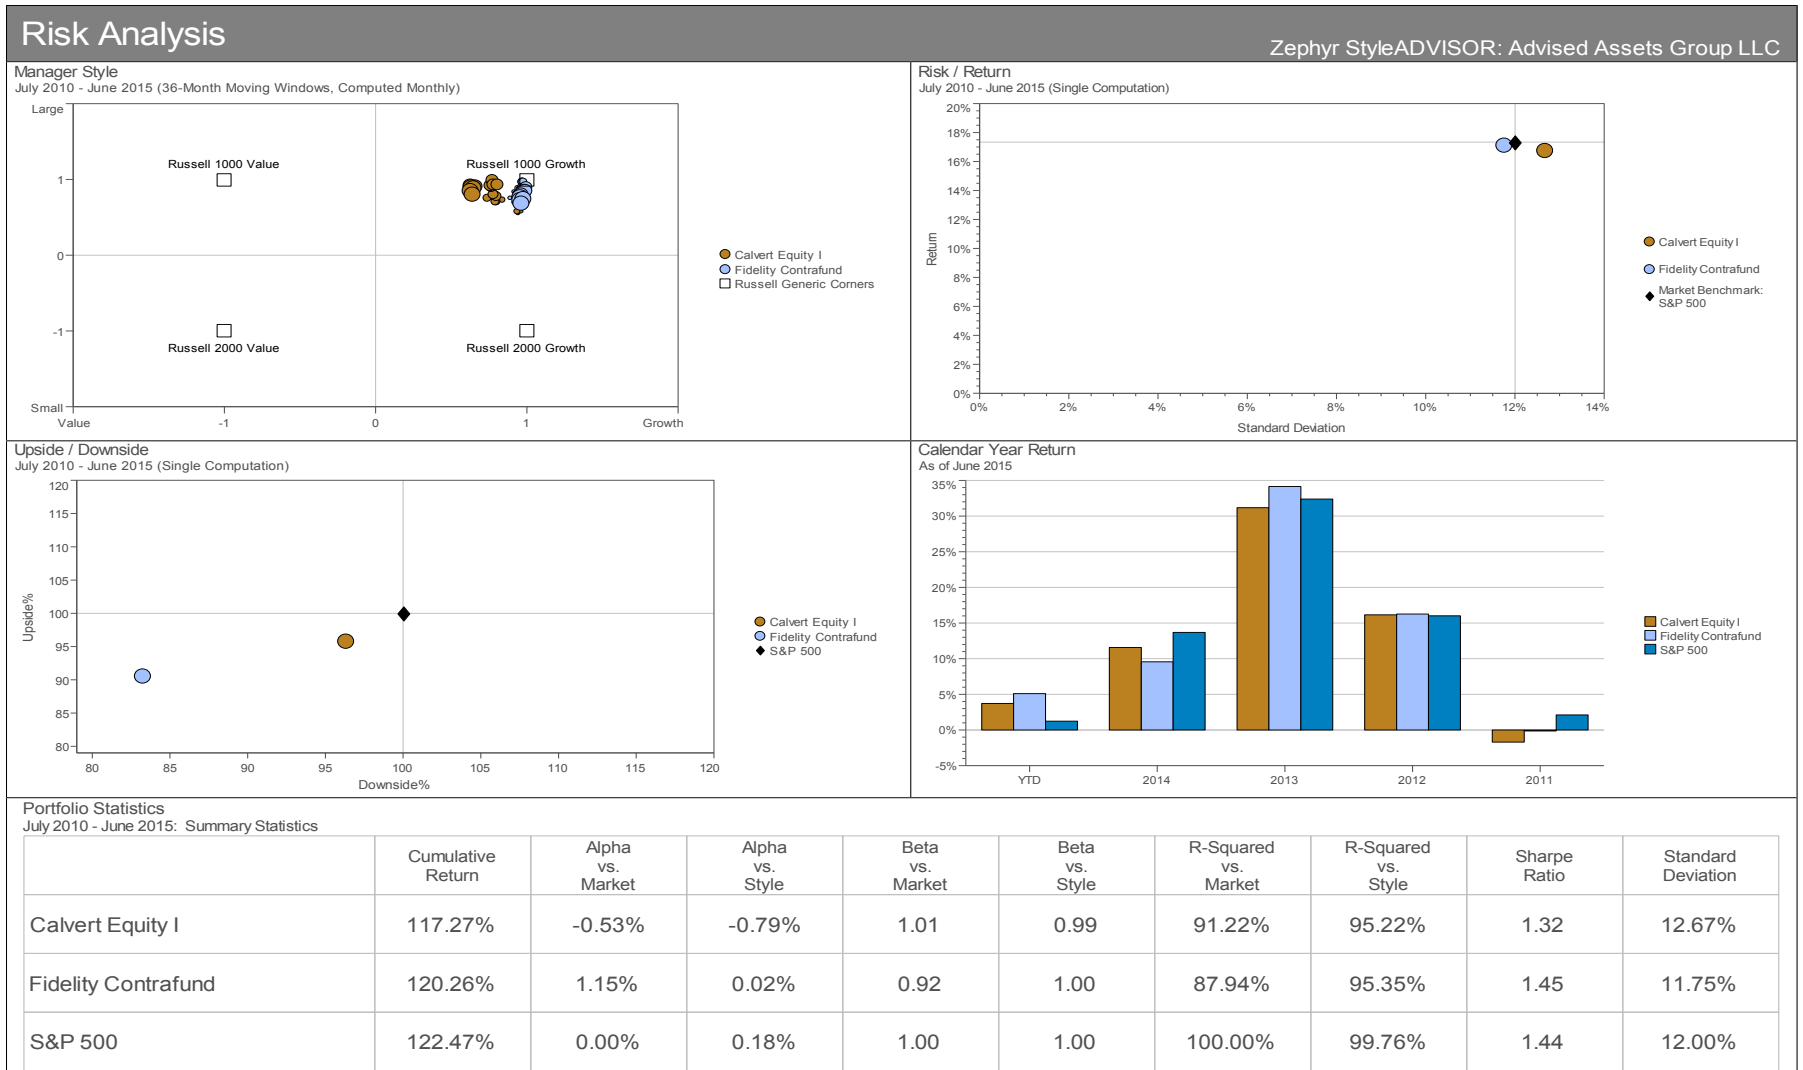 Risk Analysis
Zephyr StyleADVISOR: Advised Assets Group LLC
Manager Style
July 2010 - June 2015 (36-Month Moving Windows, Computed Monthly)
Large
1
0
-1
Small
Value
-1
0
1
Growth
Russell 1000 Value
Russell 1000 Growth
Russell 2000 Value
Russell 2000 Growth
Calvert Equity I
Fidelity Contrafund
Russell Generic Corners
Risk / Return
July 2010 - June 2015 (Single Computation)
Return
20%
18%
16%
14%
12%
10%
8%
6%
4%
2%
0%
0%
2%
4%
6%
8%
10%
12%
14%
Standard Deviation
Calvert Equity I
Fidelity Contrafund
Market Benchmark:
S&P 500
Upside / Downside
July 2010 - June 2015 (Single Computation)
Upside%
120
115
110
105
100
95
90
85
80
80
85
90
95
100
105
110
115
120
Downside%
Calvert Equity I
Fidelity Contrafund
S&P 500
Calendar Year Return
As of June 2015
35%
30%
25%
20%
15%
10%
5%
0%
-5%
YTD
2014
2013
2012
2011
Calvert Equity I
Fidelity Contrafund
S&P 500
Portfolio Statistics
July 2010 - June 2015: Summary Statistics
Cumulative
Return
Alpha
vs.
Market
Alpha
vs.
Style
Beta
vs.
Market
Beta
vs.
Style
R-Squared
vs.
Market
R-Squared
vs.
Style
Sharpe
Ratio
Standard
Deviation
Calvert Equity I 117.27% -0.53% -0.79% 1.01 0.99 91.22% 95.22% 1.32 12.67%
Fidelity Contrafund 120.26% 1.15% 0.02% 0.92 1.00 87.94% 95.35% 1.45 11.75%
S&P 500 122.47% 0.00% 0.18% 1.00 1.00 100.00% 99.76% 1.44 12.00%